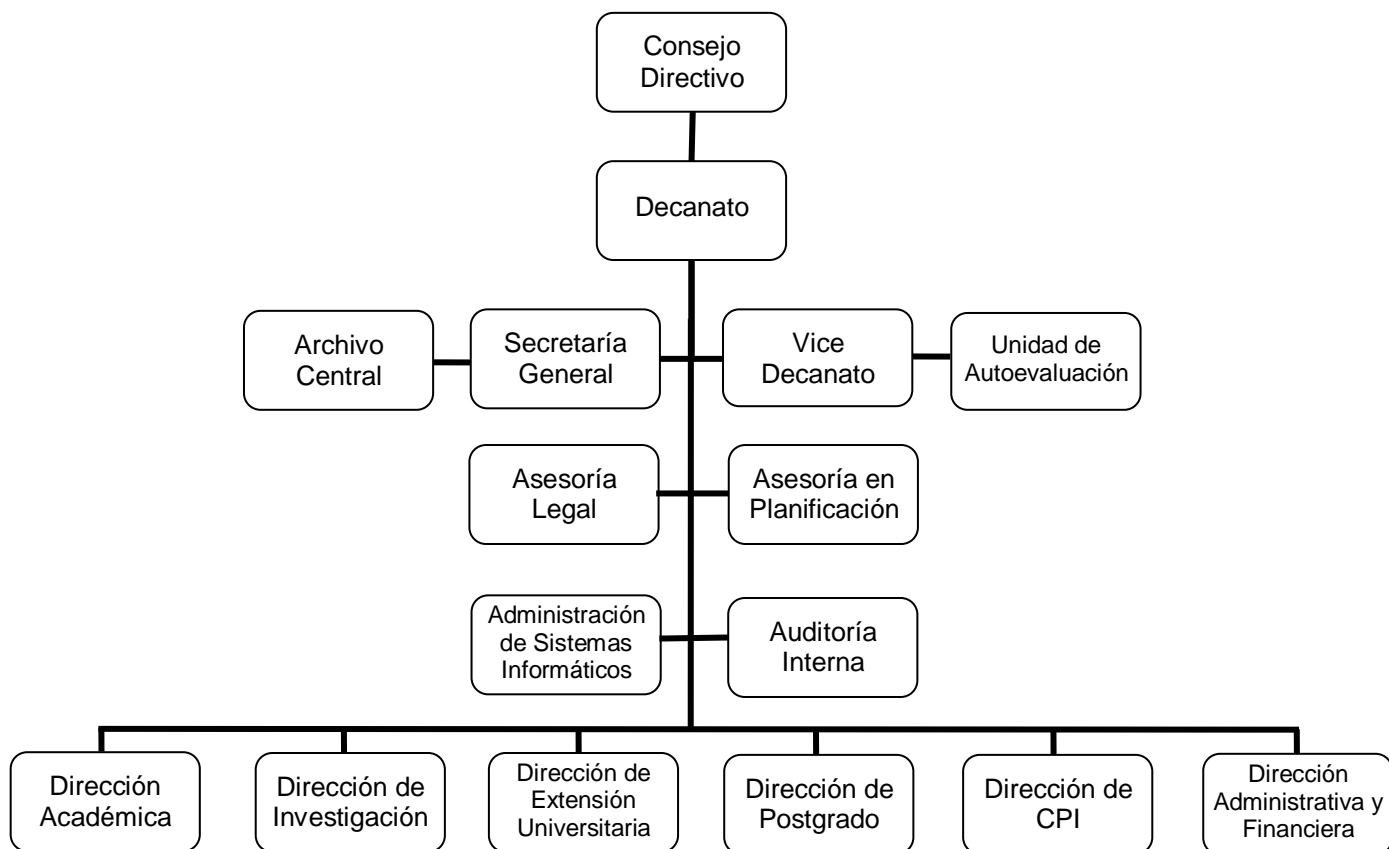 Consejo
Directivo
Decanato
Archivo
Central
Secretaría
General
Vice
Decanato
Unidad de
Autoevaluación
Asesoría
Legal
Asesoría en
Planificación
Administración
de Sistemas
Informáticos
Auditoría
Interna
Dirección
Académica
Dirección de
Investigación
Dirección de
Extensión
Universitaria
Dirección de
Postgrado
Dirección de
CPI
Dirección
Administrativa y
Financiera